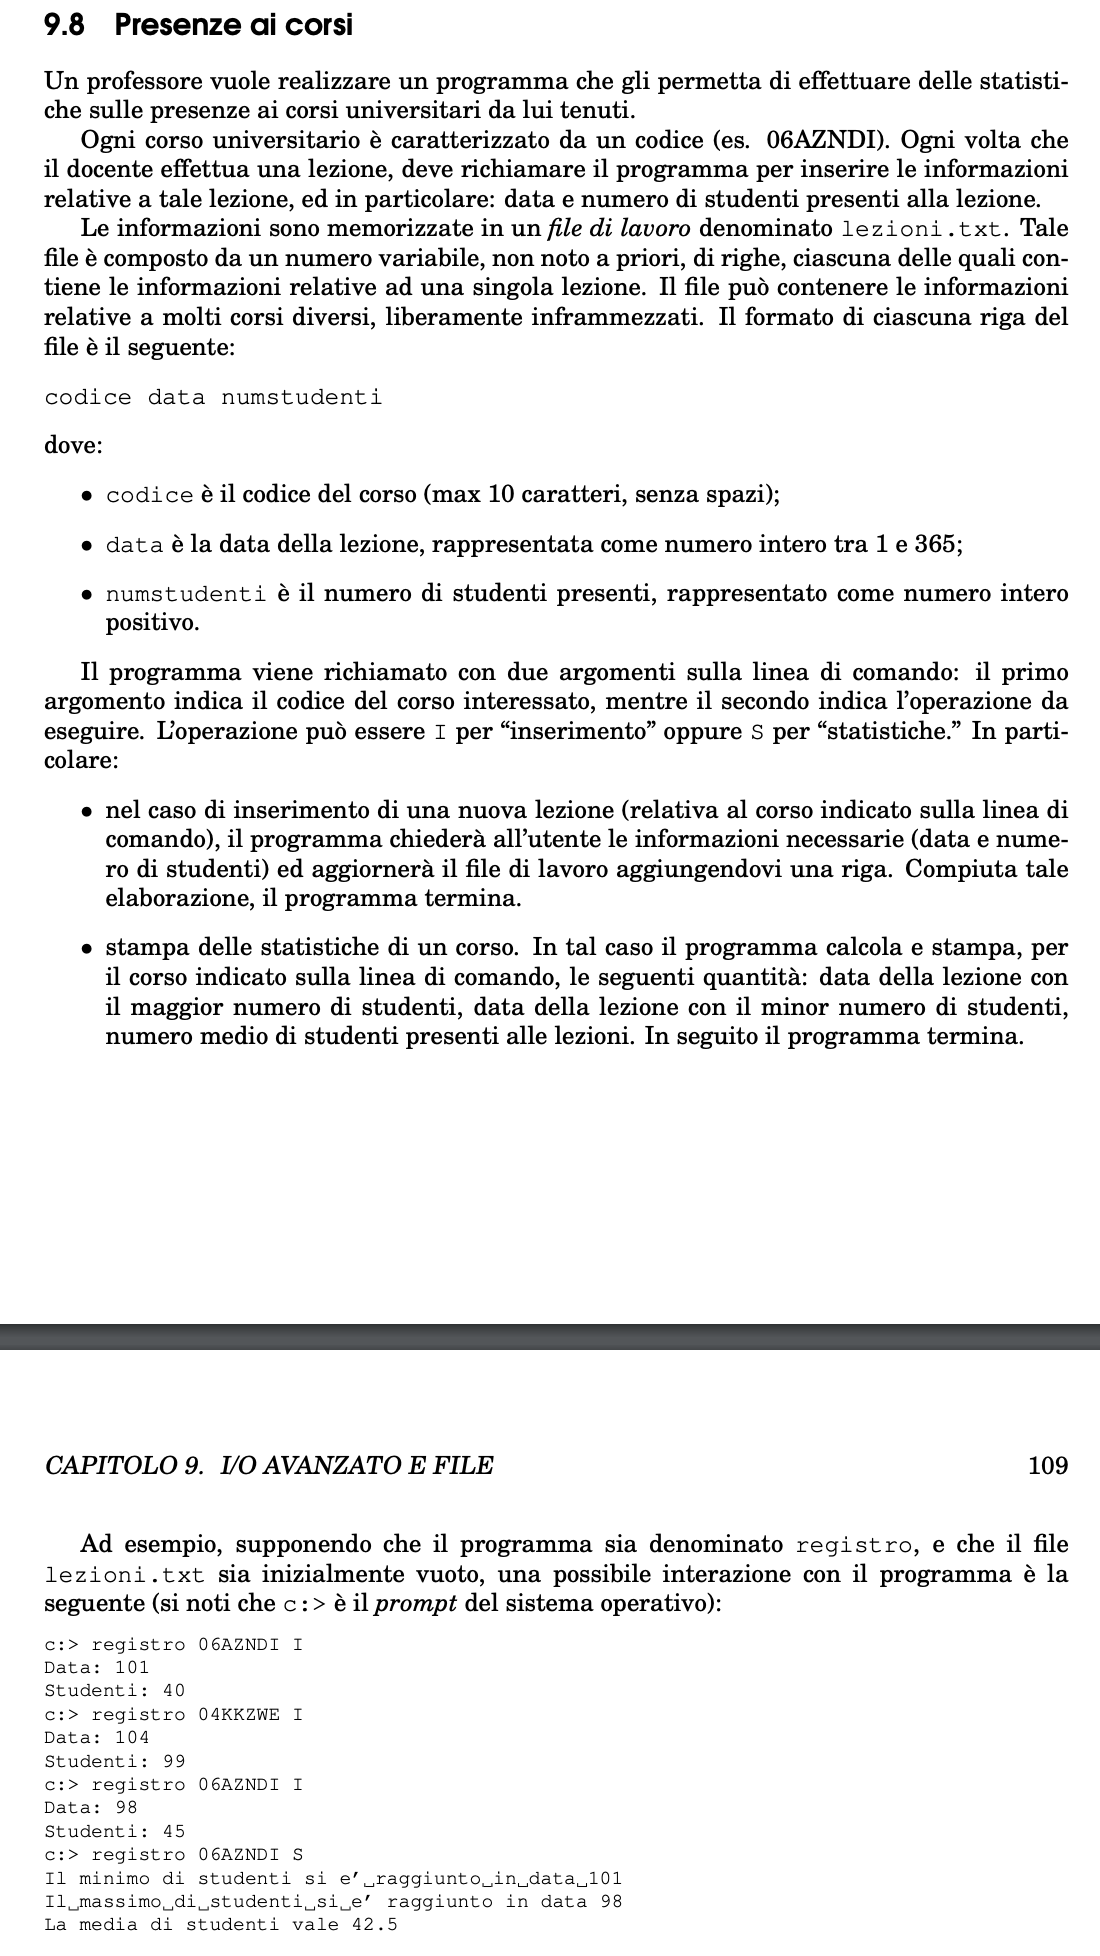 9.8 Presenze ai corsi
Un professore vuole realizzare un programma che gli permetta di effettuare delle statisti-
che sulle presenze ai corsi universitari da lui tenuti.
Ogni corso universitario è caratterizzato da un codice (es. 06AZNDI). Ogni volta che
il docente effettua una lezione, deve richiamare il programma per inserire le informazioni
relative a tale lezione, ed in particolare: data e numero di studenti presenti alla lezione.
Le informazioni sono memorizzate in un file di lavoro denominato lezioni.txt. Tale
file è composto da un numero variabile, non noto a priori, di righe, ciascuna delle quali con-
tiene le informazioni relative ad una singola lezione. Il file può contenere le informazioni
relative a molti corsi diversi, liberamente inframmezzati. Il formato di ciascuna riga del
file è il seguente:
codice data numstudenti
dove:
• codice è il codice del corso (max 10 caratteri, senza spazi);
• data è la data della lezione, rappresentata come numero intero tra 1 e 365;
• numstudenti è il numero di studenti presenti, rappresentato come numero intero
positivo.
Il programma viene richiamato con due argomenti sulla linea di comando: il primo
argomento indica il codice del corso interessato, mentre il secondo indica l'operazione da
eseguire. L'operazione può essere I per "inserimento" oppure S per "statistiche." In parti-
colare:
• nel caso di inserimento di una nuova lezione (relativa al corso indicato sulla linea di
comando), il programma chiederà all'utente le informazioni necessarie (data e nume-
ro di studenti) ed aggiornerà il file di lavoro aggiungendovi una riga. Compiuta tale
elaborazione, il programma termina.
• stampa delle statistiche di un corso. In tal caso il programma calcola e stampa, per
il corso indicato sulla linea di comando, le seguenti quantità: data della lezione con
il maggior numero di studenti, data della lezione con il minor numero di studenti,
numero medio di studenti presenti alle lezioni. In seguito il programma termina.
CAPITOLO 9. I/O AVANZATO E FILE 109
Ad esempio, supponendo che il programma sia denominato registro, e che il file
lezioni.txt sia inizialmente vuoto, una possibile interazione con il programma è la
seguente (si noti che c:> è il prompt del sistema operativo):
c:> registro 06AZNDI I
Data: 101
Studenti: 40
c:> registro 04KKZWE I
Data: 104
Studenti: 99
c:> registro 06AZNDI I
Data: 98
Studenti: 45
c:> registro 06AZNDI S
Il minimo di studenti si e'␣raggiunto␣in␣data␣101
Il␣massimo␣di␣studenti␣si␣e' raggiunto in data 98
La media di studenti vale 42.5